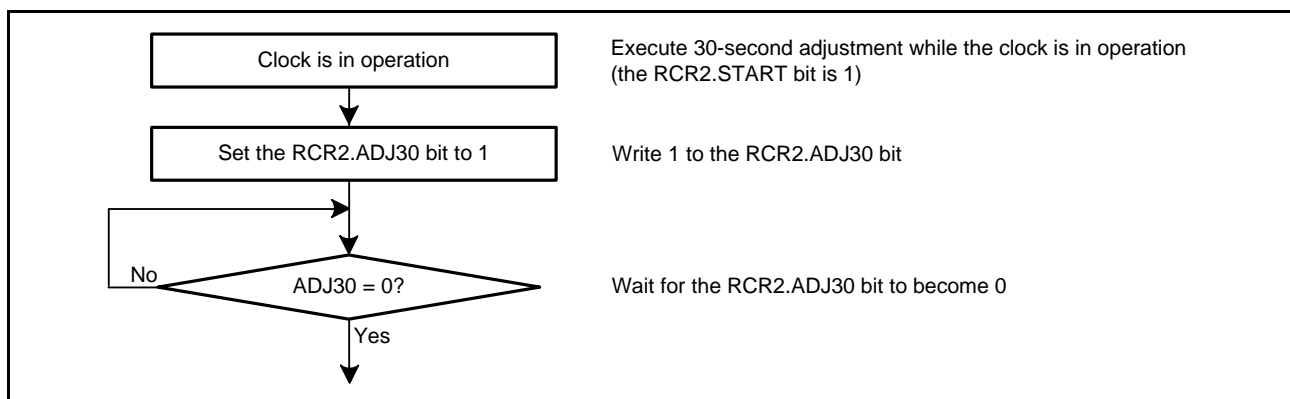 Clock is in operation
Execute 30-second adjustment while the clock is in operation
(the RCR2.START bit is 1)
Set the RCR2.ADJ30 bit to 1
Write 1 to the RCR2.ADJ30 bit
No
ADJ30 = 0?
Wait for the RCR2.ADJ30 bit to become 0
Yes